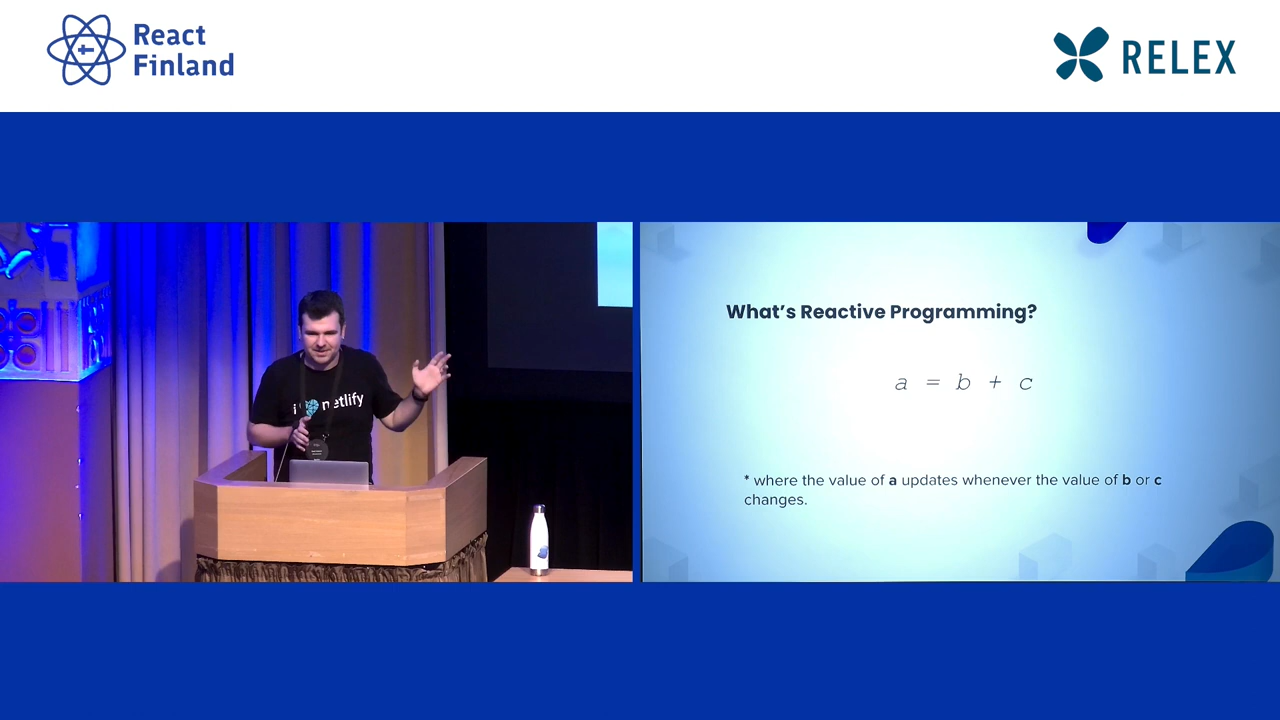 React
Finland
RELEX
i netlify
What's Reactive Programming?
a = b + c
* where the value of a updates whenever the value of b or c
changes.